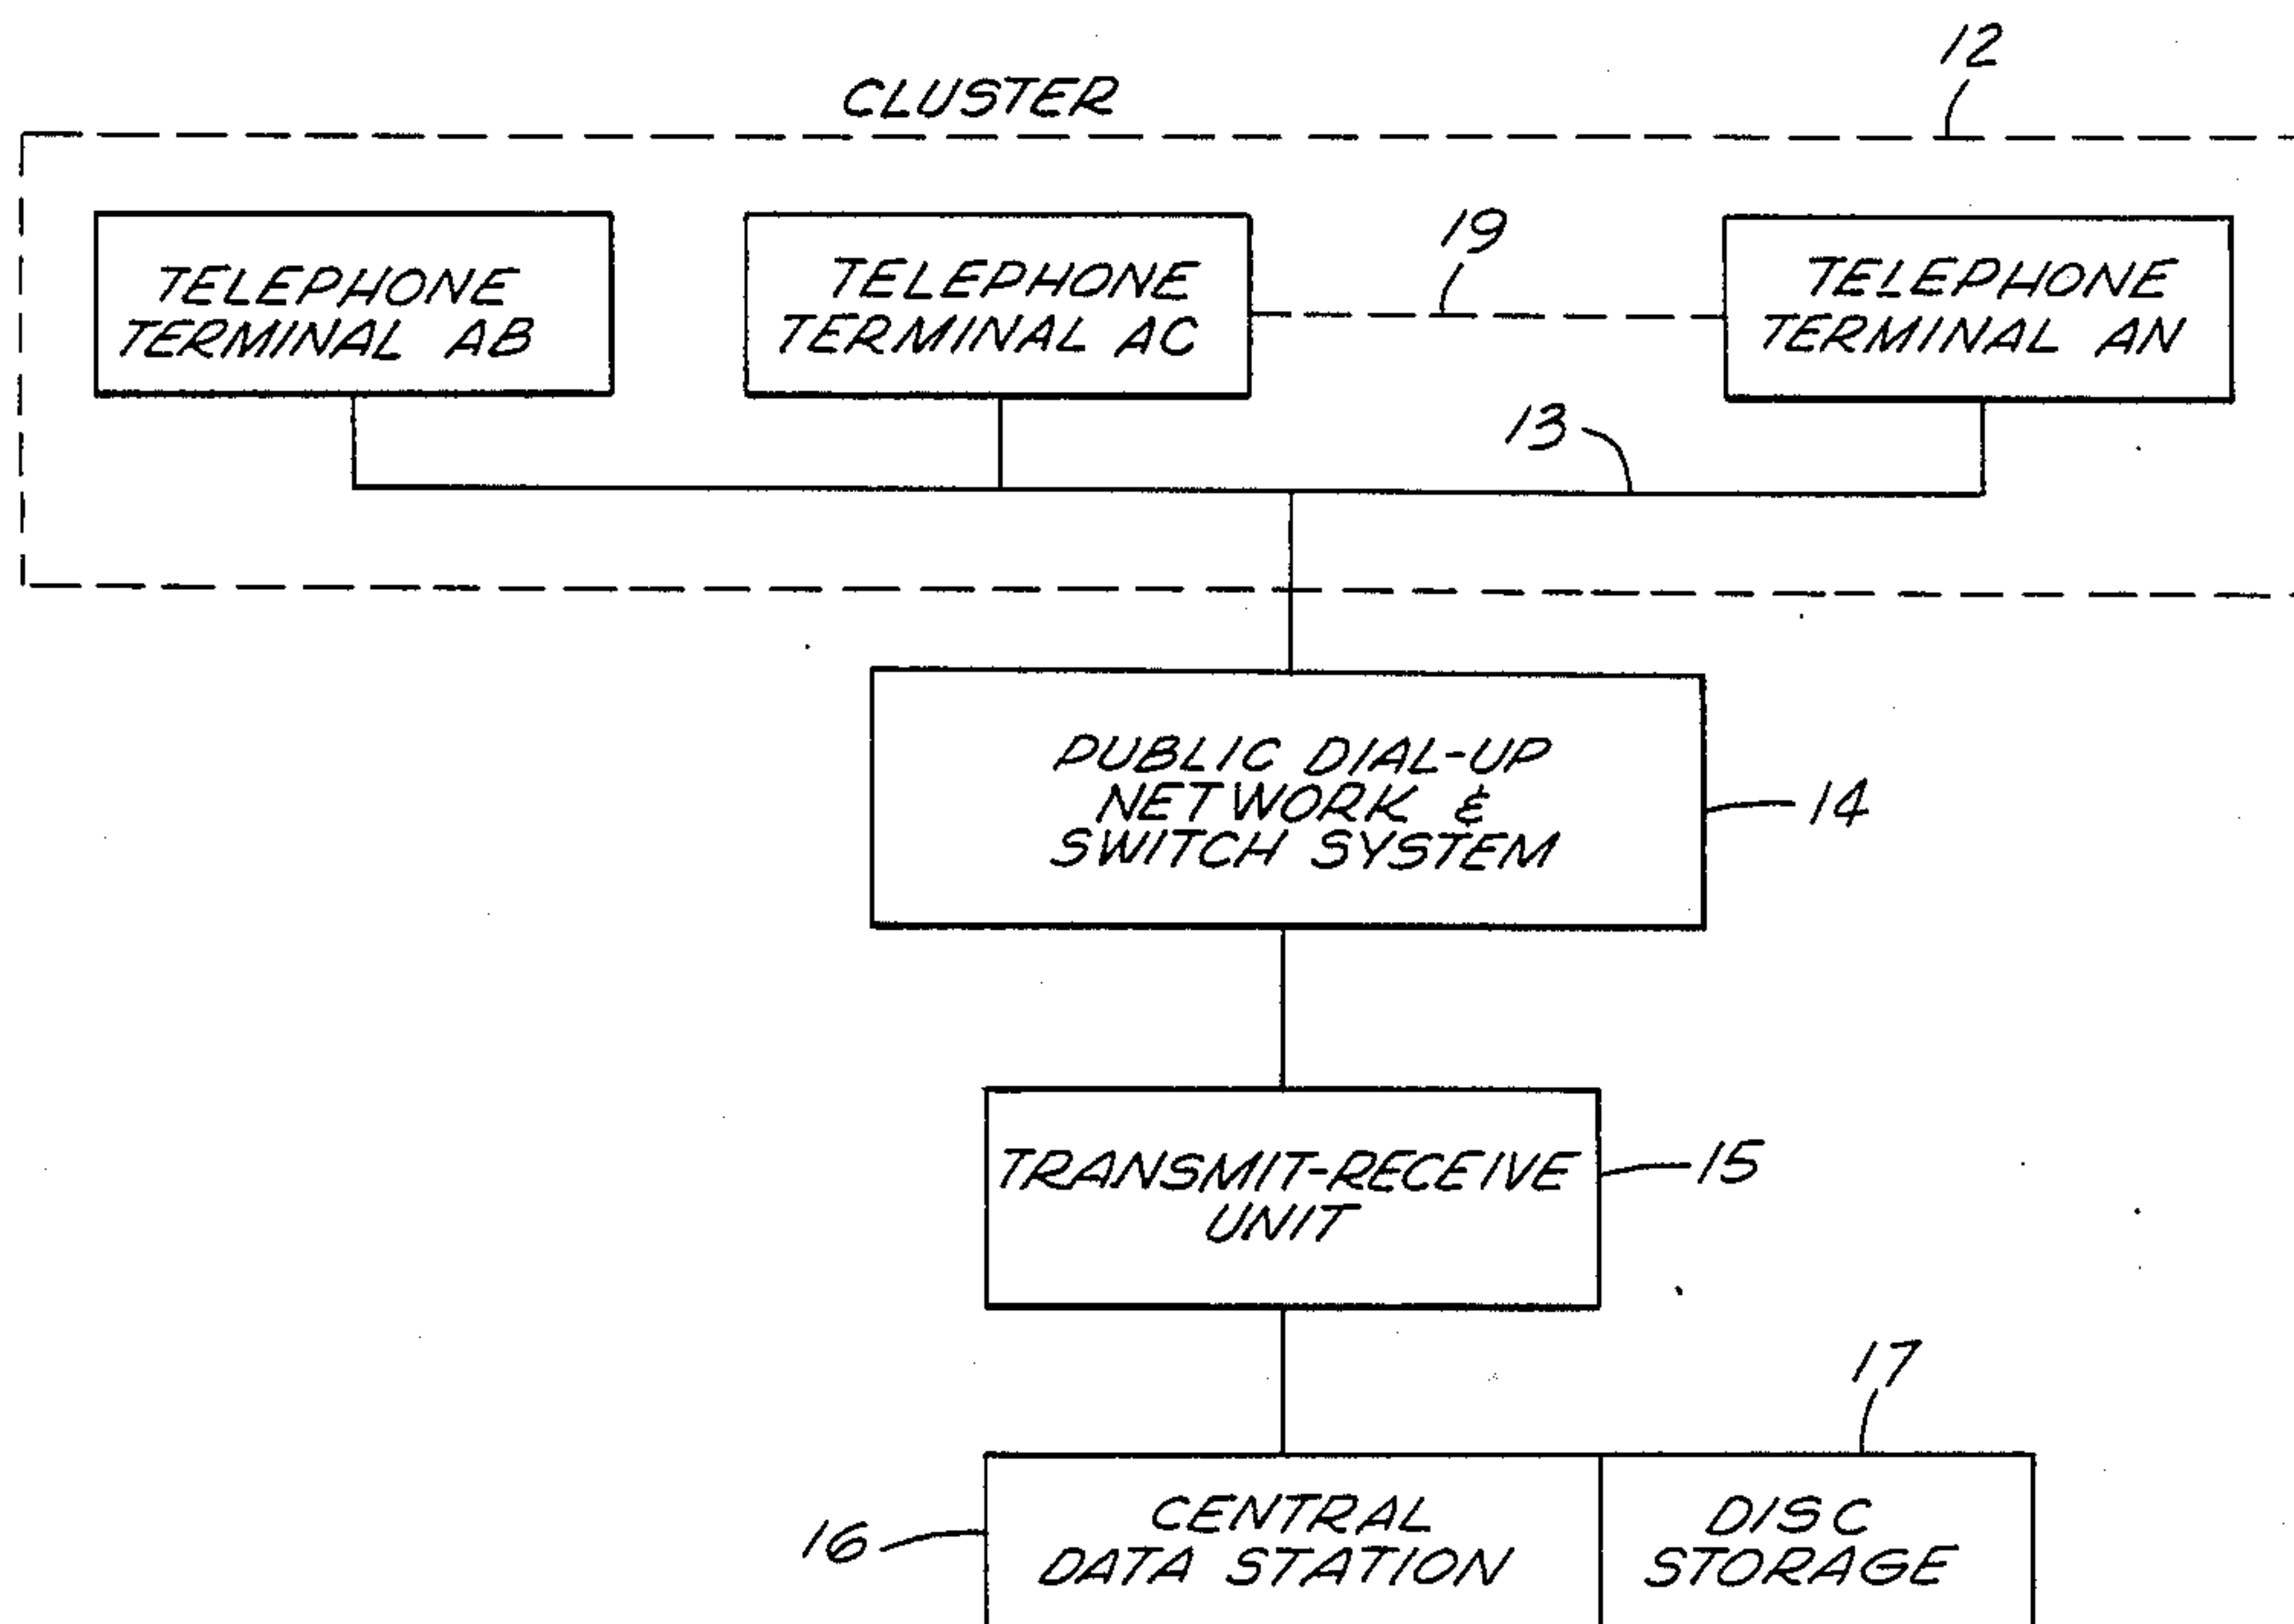 12
CLUSTER
TELEPHONE
TERMINAL AB
TELEPHONE
TERMINAL AC
19
TELEPHONE
TERMINAL AN
13
PUBLIC DIAL-UP
NETWORK &
SWITCH SYSTEM
14
TRANSMIT-RECEIVE
UNIT
15
17
16
CENTRAL
DATA STATION
DISC
STORAGE